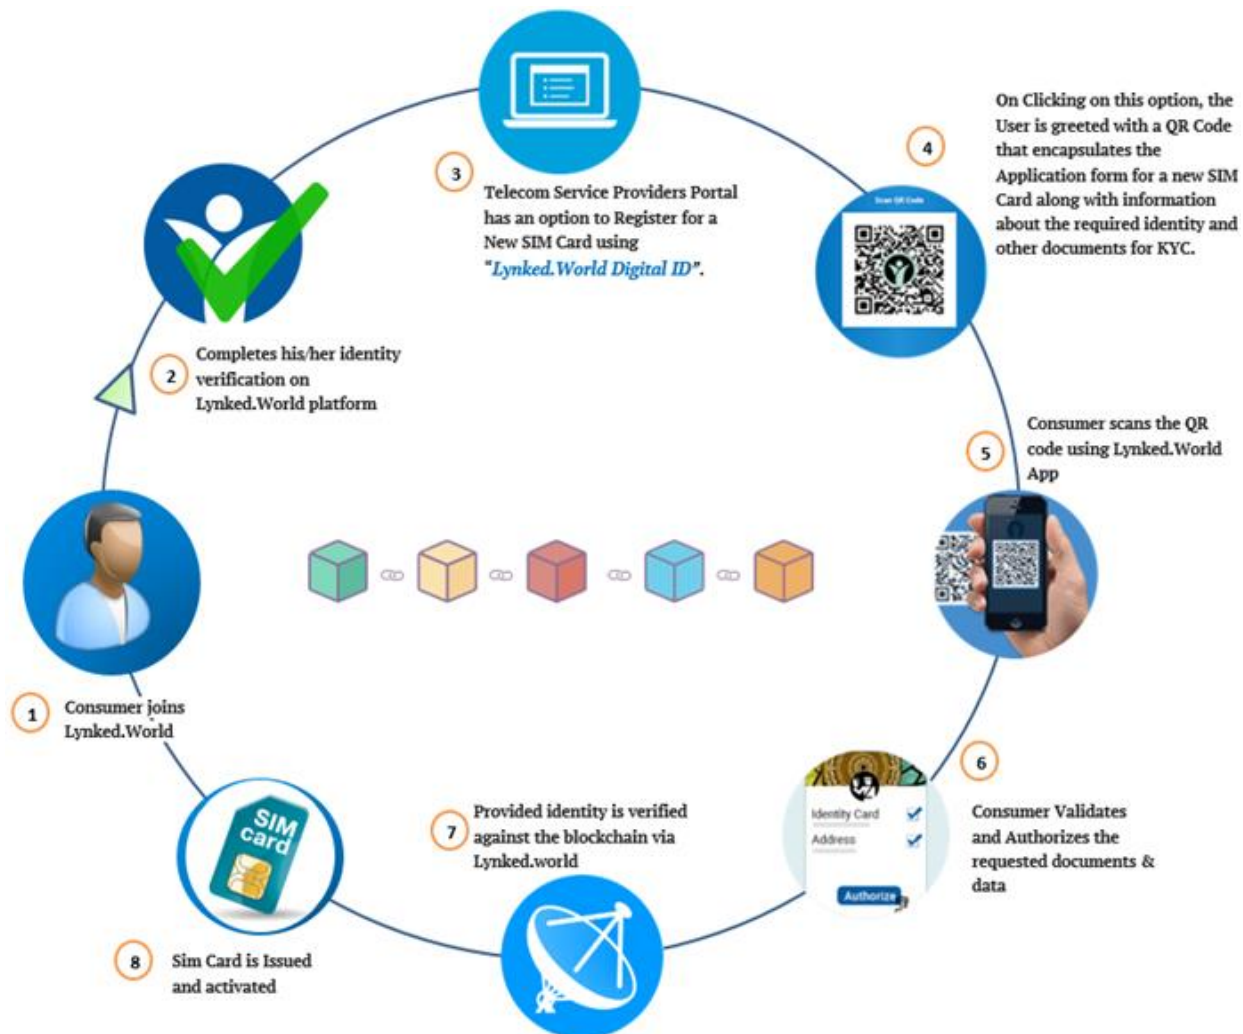 1
Consumer joins
Lynked.World
2
Completes his/her identity
verification on
Lynked.World platform
3
Telecom Service Providers Portal
has an option to Register for a
New SIM Card using
“Lynked.World Digital ID”.
4
On Clicking on this option, the
User is greeted with a QR Code
that encapsulates the
Application form for a new SIM
Card along with information
about the required identity and
other documents for KYC.
Scan QR Code
5
Consumer scans the QR
code using Lynked.World
App
6
Consumer Validates
and Authorizes the
requested documents &
data
Identity Card
Address
Authorize
7
Provided identity is verified
against the blockchain via
Lynked.world
8
Sim Card is Issued
and activated
SIM
card